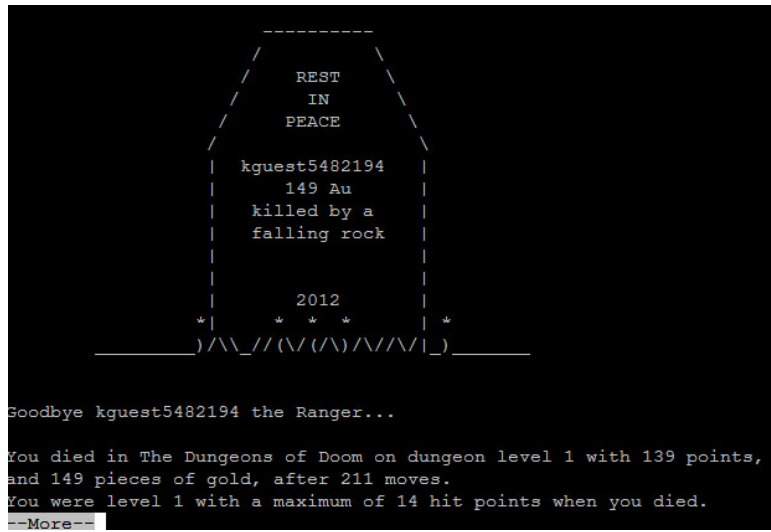 REST
IN
PEACE
kguest5482194
149 Au
killed by a
falling rock
2012
Goodbye kguest5482194 the Ranger...
You died in The Dungeons of Doom on dungeon level 1 with 139 points,
and 149 pieces of gold, after 211 moves.
You were level 1 with a maximum of 14 hit points when you died.
--More--